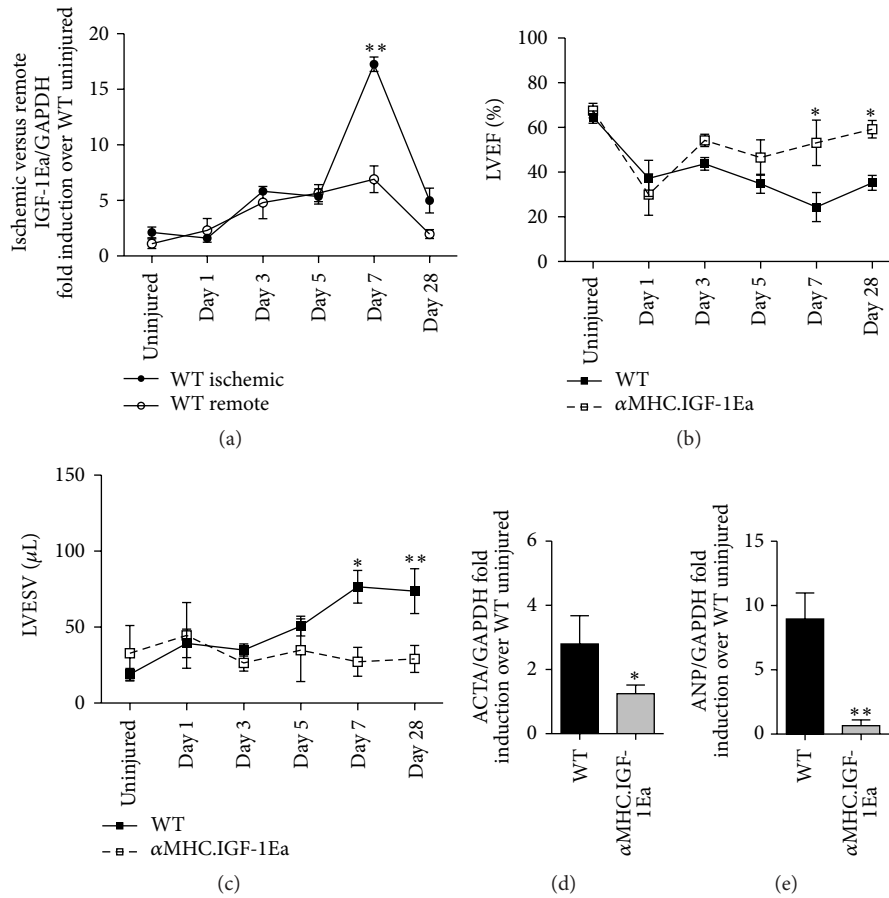 Ischemic versus remote
IGF-1Ea/GAPDH
fold induction over WT uninjured
20
15
10
5
0
**
Uninjured
Day 1
Day 3
Day 5
Day 7
Day 28
WT ischemic
WT remote
(a)
LVEF (%)
100
80
60
40
20
0
*
*
Uninjured
Day 1
Day 3
Day 5
Day 7
Day 28
WT
αMHC.IGF-1Ea
(b)
LVESV (μL)
150
100
50
0
*
**
Uninjured
Day 1
Day 3
Day 5
Day 7
Day 28
WT
αMHC.IGF-1Ea
(c)
ACTA/GAPDH fold
induction over WT uninjured
6
4
2
0
*
WT
αMHC.IGF-
1Ea
(d)
ANP/GAPDH fold
induction over WT uninjured
15
10
5
0
**
WT
αMHC.IGF-
1Ea
(e)